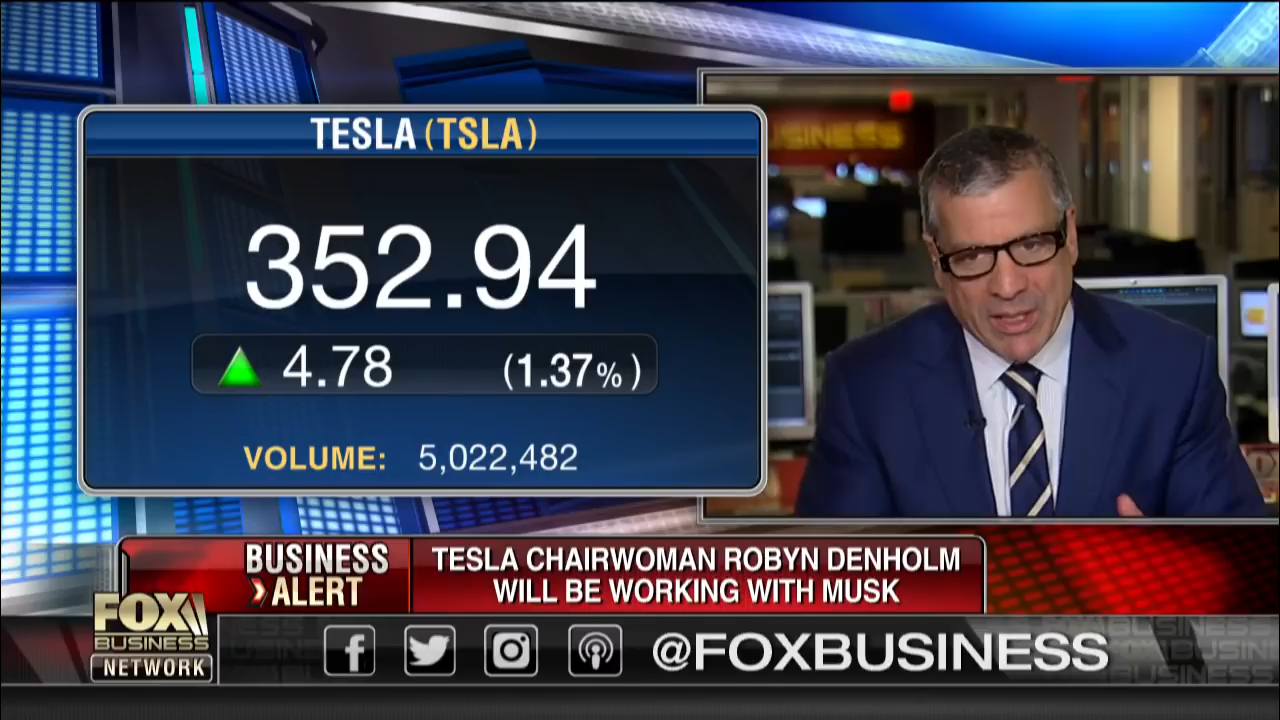 TESLA (TSLA)
352.94
4.78 (1.37%)
VOLUME: 5,022,482
BUSINESS
BUSINESS
ALERT
TESLA CHAIRWOMAN ROBYN DENHOLM
WILL BE WORKING WITH MUSK
FOX
BUSINESS
NETWORK
@FOXBUSINESS